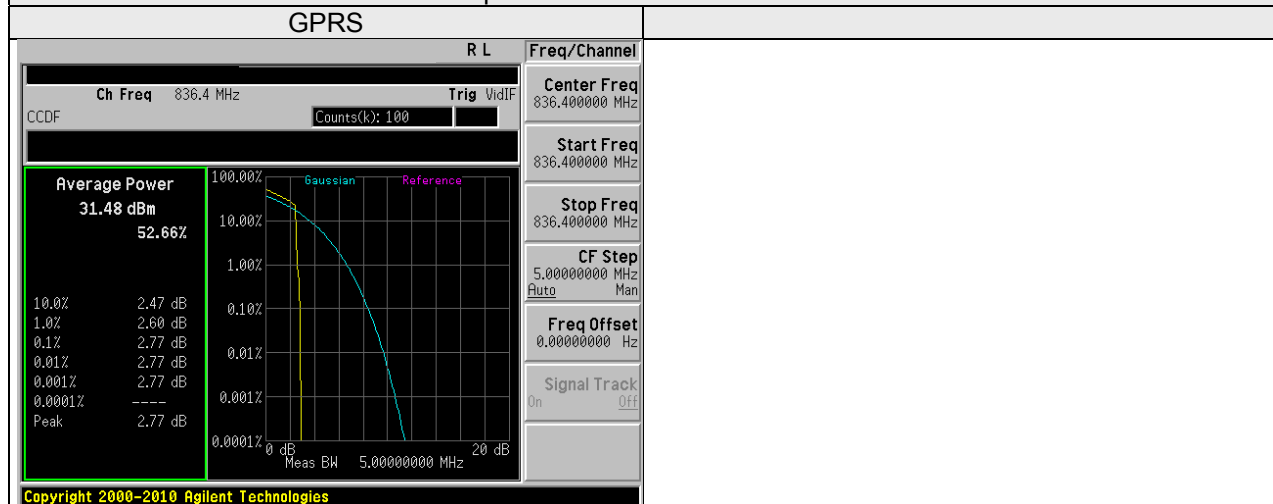 GPRS
R L
Freq/Channel
Ch Freq 836.4 MHz Trig VidIF
CCDF Counts(k): 100
Average Power
31.48 dBm
52.66%
10.0% 2.47 dB
1.0% 2.60 dB
0.1% 2.77 dB
0.01% 2.77 dB
0.001% 2.77 dB
0.0001% ----
Peak 2.77 dB
Gaussian Reference
100.00%
10.00%
1.00%
0.10%
0.01%
0.001%
0.0001%
0 dB 20 dB
Meas BW 5.00000000 MHz
Center Freq
836.400000 MHz
Start Freq
836.400000 MHz
Stop Freq
836.400000 MHz
CF Step
5.00000000 MHz
Auto Man
Freq Offset
0.00000000 Hz
Signal Track
On Off
Copyright 2000-2010 Agilent Technologies